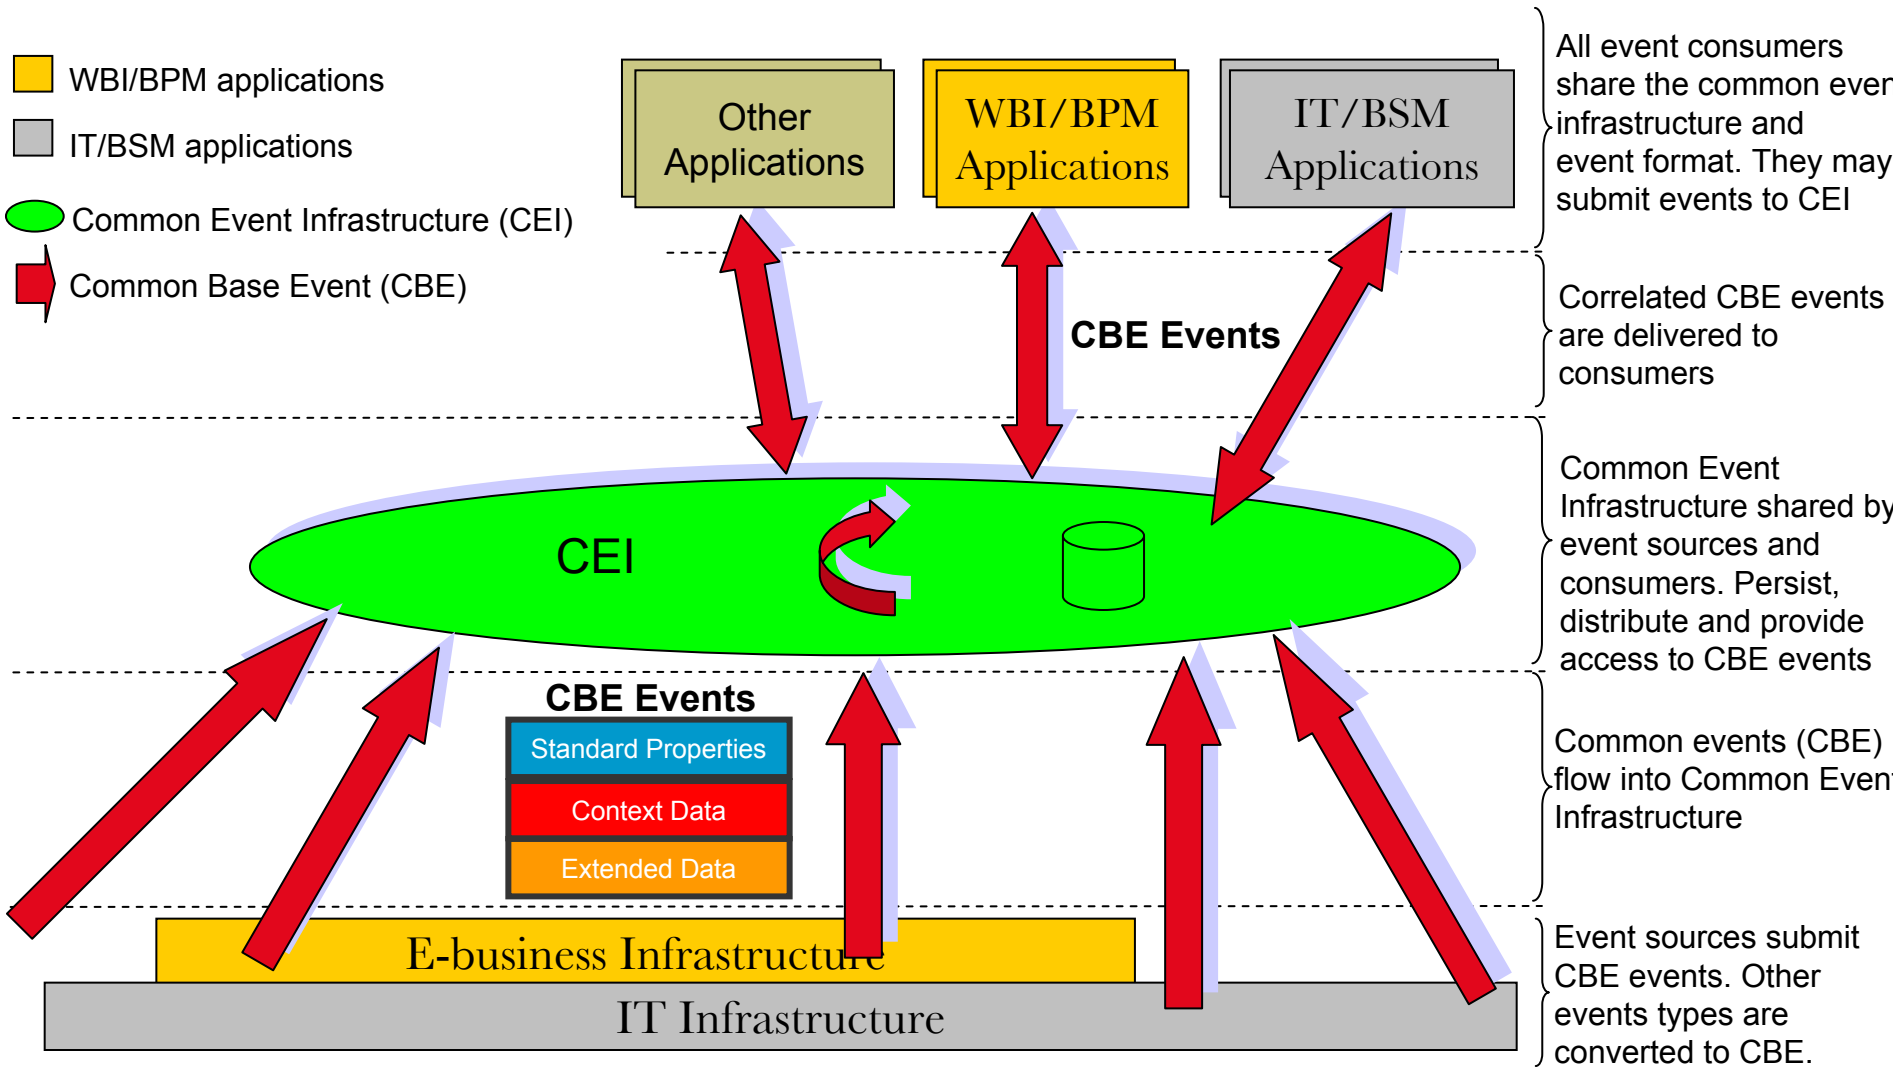 WBI/BPM applications
IT/BSM applications
Common Event Infrastructure (CEI)
Common Base Event (CBE)
Other
Applications
WBI/BPM
Applications
IT/BSM
Applications
All event consumers
share the common even
infrastructure and
event format. They may
submit events to CEI
CBE Events
Correlated CBE events
are delivered to
consumers
CEI
Common Event
Infrastructure shared by
event sources and
consumers. Persist,
distribute and provide
access to CBE events
CBE Events
Standard Properties
Context Data
Extended Data
Common events (CBE)
flow into Common Event
Infrastructure
E-business Infrastructure
IT Infrastructure
Event sources submit
CBE events. Other
events types are
converted to CBE.